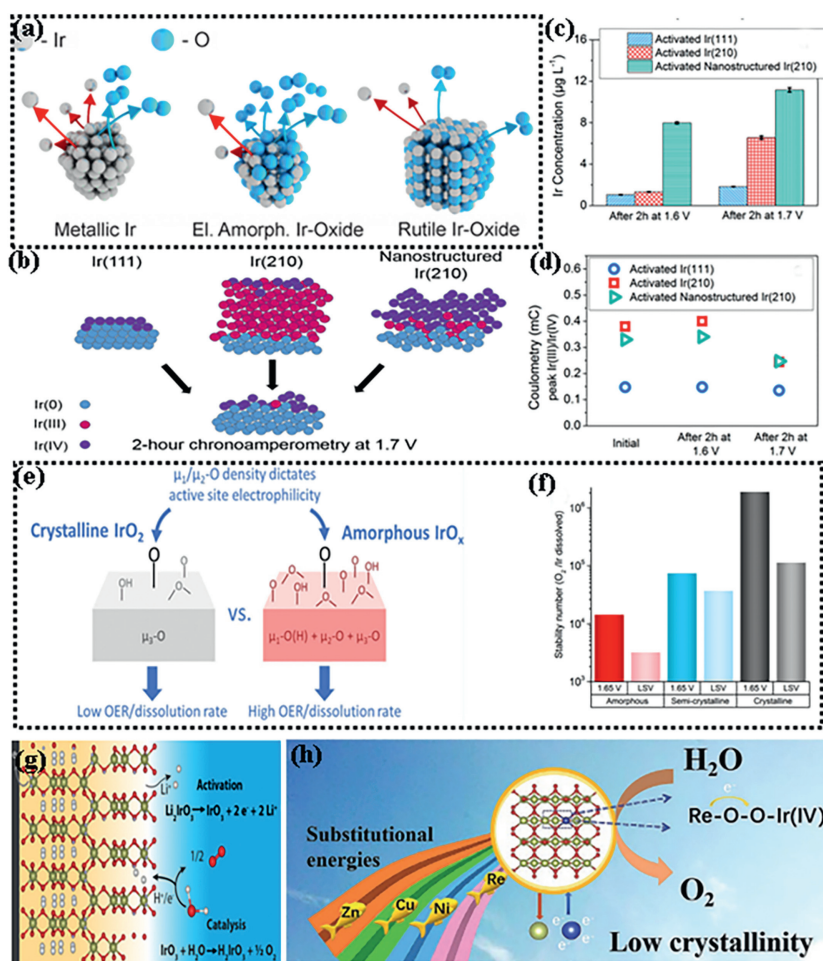 (a)
- Ir
- O
Metallic Ir
El. Amorph. Ir-Oxide
Rutile Ir-Oxide
(b)
Ir(111)
Ir(210)
Nanostructured
Ir(210)
Ir(0)
Ir(III)
Ir(IV)
2-hour chronoamperometry at 1.7 V
(c)
Activated Ir(111)
Activated Ir(210)
Activated Nanostructured Ir(210)
Ir Concentration (µg L⁻¹)
16
12
8
4
0
After 2h at 1.6 V
After 2h at 1.7 V
(d)
Activated Ir(111)
Activated Ir(210)
Activated Nanostructured Ir(210)
Coulometry (mC)
peak Ir(III)/Ir(IV)
0.6
0.5
0.4
0.3
0.2
0.1
0.0
Initial
After 2h at
1.6 V
After 2h at
1.7 V
(e)
µ₁/µ₂-O density dictates
active site electrophilicity
Crystalline IrO₂
Amorphous IrOₓ
O
OH
O
O
µ₃-O
VS.
O
O
O
OH
O
O
OH
O
µ₁-O(H) + µ₂-O + µ₃-O
Low OER/dissolution rate
High OER/dissolution rate
(f)
Stability number (O₂ /Ir dissolved)
10⁶
10⁵
10⁴
10³
1.65 V
LSV
1.65 V
LSV
1.65 V
LSV
Amorphous
Semi-crystalline
Crystalline
(g)
Li⁺
Activation
Li₂IrO₃→ IrO₃ + 2 e⁻+ 2 Li⁺
1/2
H⁺/e⁻
Catalysis
IrO₃ + H₂O→H₂IrO₃ + ½ O₂
(h)
Substitutional
energies
Zn
Cu
Ni
Re
e⁻
e⁻
e⁻
H₂O
e⁻
Re-O-O-Ir(IV)
O₂
Low crystallinity